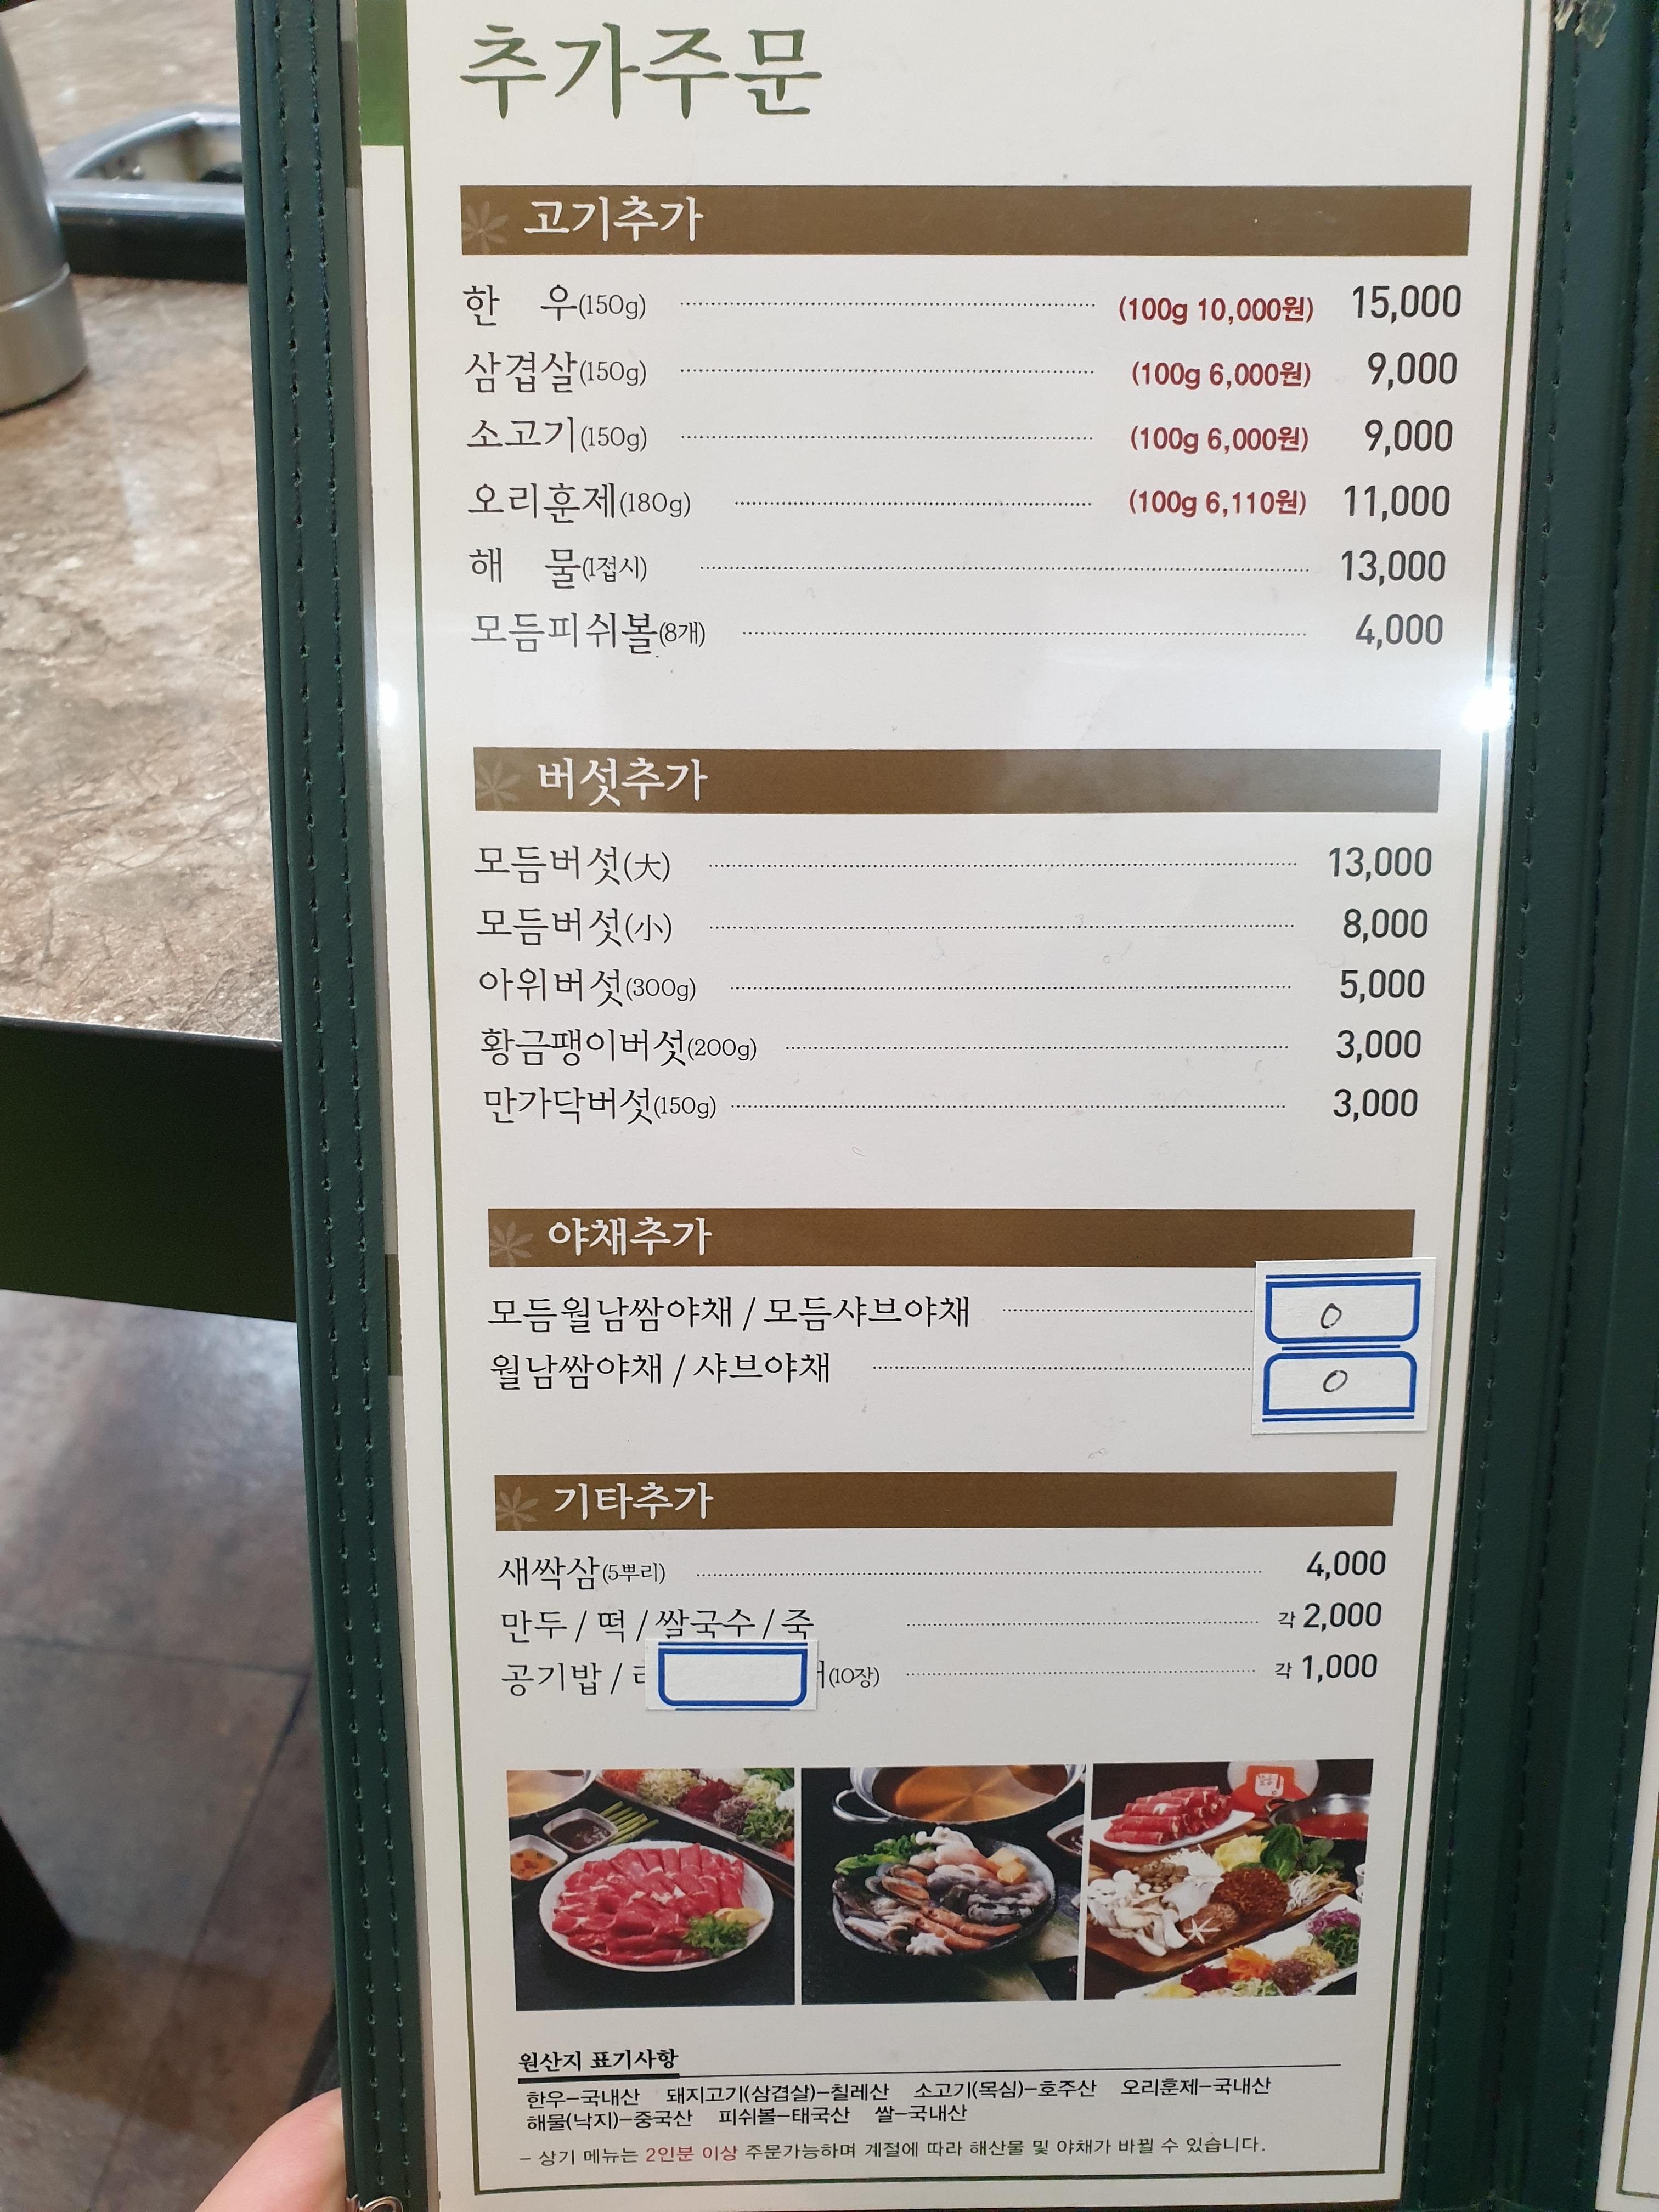 추가주문
고기추가
한 우(150g) (100g 10,000원) 15,000
삼겹살(150g) (100g 6,000원) 9,000
소고기(150g) (100g 6,000원) 9,000
오리훈제(180g) (100g 6,110원) 11,000
해 물(1접시) 13,000
모듬피쉬볼(8개) 4,000
버섯추가
모듬버섯(大) 13,000
모듬버섯(小) 8,000
아위버섯(300g) 5,000
황금팽이버섯(200g) 3,000
만가닥버섯(150g) 3,000
야채추가
모듬월남쌈야채 / 모듬샤브야채 0
월남쌈야채 / 샤브야채 0
기타추가
새싹삼(5뿌리) 4,000
만두 / 떡 / 쌀국수 / 죽 각 2,000
공기밥 / (10장) 각 1,000
원산지 표기사항
한우-국내산 돼지고기(삼겹살)-칠레산 소고기(목심)-호주산 오리훈제-국내산
해물(낙지)-중국산 피쉬볼-태국산 쌀-국내산
- 상기 메뉴는 2인분 이상 주문가능하며 계절에 따라 해산물 및 야채가 바뀔 수 있습니다.